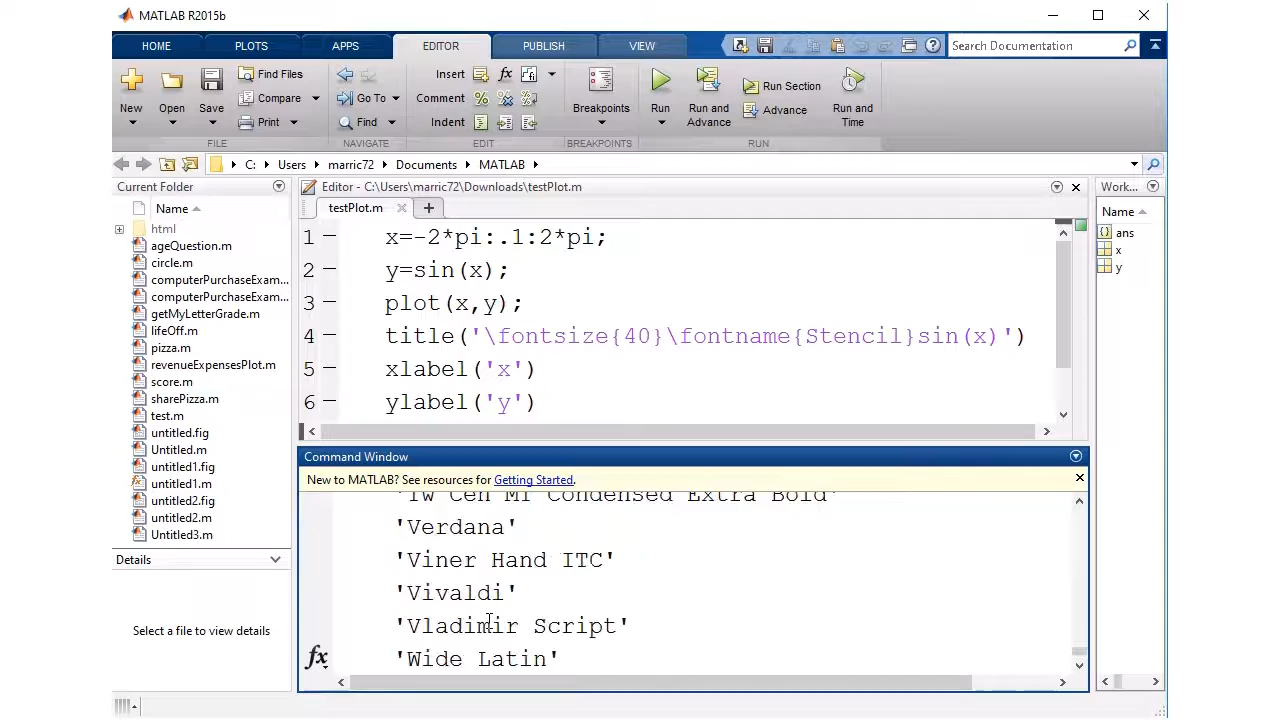 MATLAB R2015b
HOME PLOTS APPS EDITOR PUBLISH VIEW Search Documentation
New Open Save Find Files Compare Print
FILE
Go To Find
NAVIGATE
Insert fx
Comment
Indent
EDIT
Breakpoints
BREAKPOINTS
Run Run and Advance Run Section Advance Run and Time
RUN
C: Users marric72 Documents MATLAB
Current Folder
Name
html
ageQuestion.m
circle.m
computerPurchaseExam...
computerPurchaseExam...
getMyLetterGrade.m
lifeOff.m
pizza.m
revenueExpensesPlot.m
score.m
sharePizza.m
test.m
untitled.fig
Untitled.m
untitled1.fig
untitled1.m
untitled2.fig
untitled2.m
Untitled3.m
Details
Select a file to view details
Editor - C:\Users\marric72\Downloads\testPlot.m
testPlot.m
1 x=-2*pi:.1:2*pi;
2 y=sin(x);
3 plot(x,y);
4 title('\fontsize{40}\fontname{Stencil}sin(x)')
5 xlabel('x')
6 ylabel('y')
Command Window
New to MATLAB? See resources for Getting Started.
'Tw Cen MT Condensed Extra Bold'
'Verdana'
'Viner Hand ITC'
'Vivaldi'
'Vladimir Script'
'Wide Latin'
fx
Work...
Name
ans
x
y